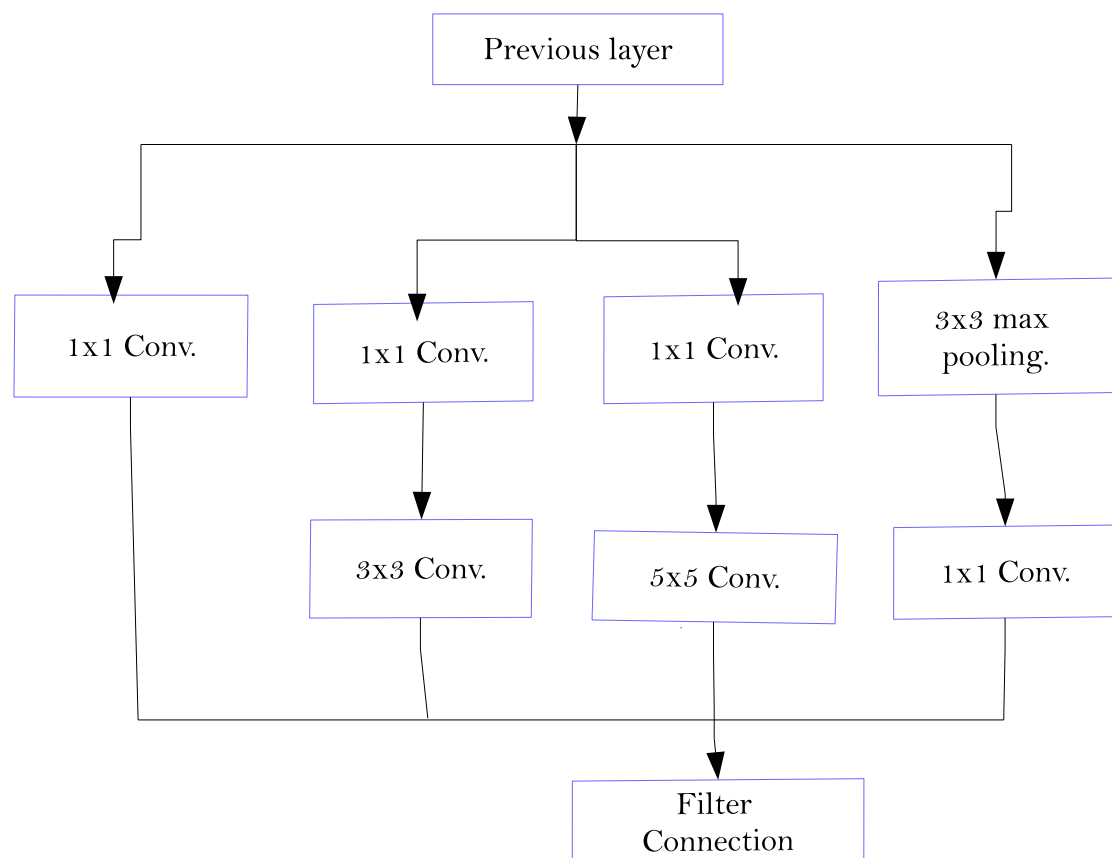 Previous layer
1x1 Conv.
1x1 Conv.
1x1 Conv.
3x3 max
pooling.
3x3 Conv.
5x5 Conv.
1x1 Conv.
Filter
Connection